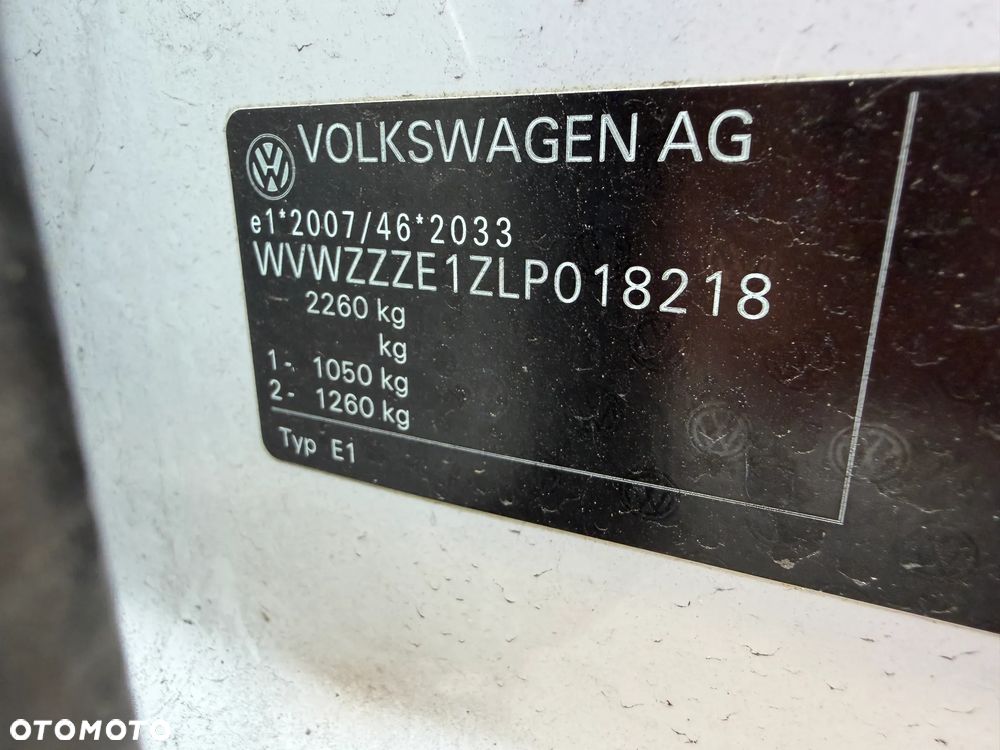 VOLKSWAGEN AG
e1*2007/46*2033
WVWZZZE1ZLP018218
2260 kg
kg
1- 1050 kg
2- 1260 kg
Typ E1
OTOMOTO